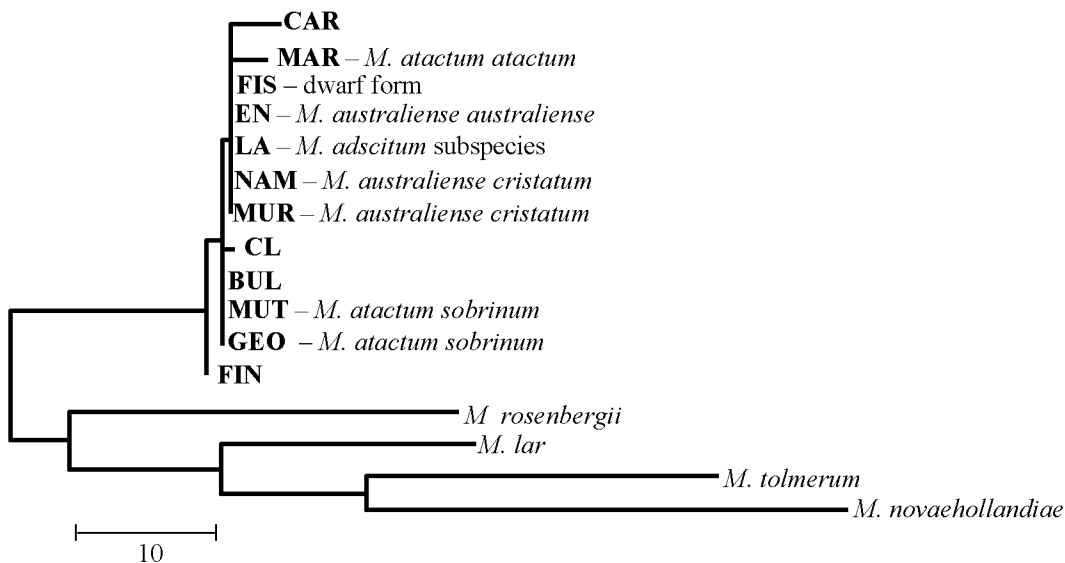 CAR
MAR – M. atactum atactum
FIS – dwarf form
EN – M. australiense australiense
LA – M. adscitum subspecies
NAM – M. australiense cristatum
MUR – M. australiense cristatum
CL
BUL
MUT – M. atactum sobrinum
GEO – M. atactum sobrinum
FIN
M rosenbergii
M. lar
M. tolmerum
M. novaehollandiae
10